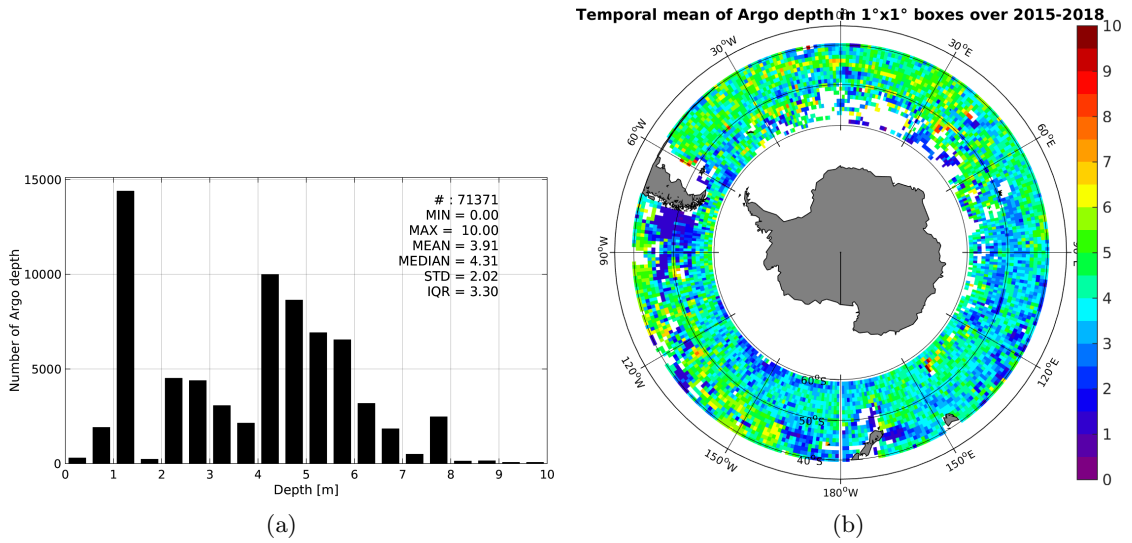 Temporal mean of Argo depth in 1°x1° boxes over 2015-2018
0°
30°W
30°E
60°W
60°E
90°W
120°W
120°E
150°W
150°E
180°W
60°S
50°S
40°S
10
9
8
7
6
5
4
3
2
1
0
15000
10000
5000
0
Number of Argo depth
# : 71371
MIN = 0.00
MAX = 10.00
MEAN = 3.91
MEDIAN = 4.31
STD = 2.02
IQR = 3.30
0 1 2 3 4 5 6 7 8 9 10
Depth [m]
(a)
(b)